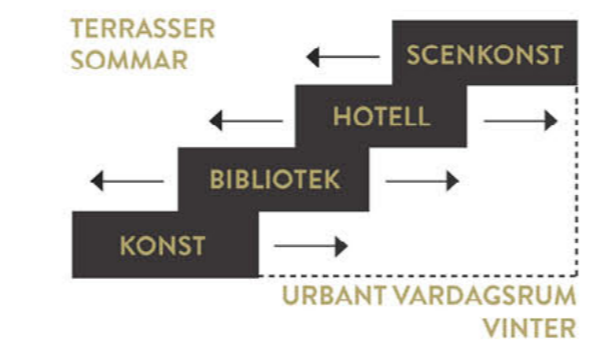 TERRASSER
SOMMAR
SCENKONST
HOTELL
BIBLIOTEK
KONST
URBANT VARDAGSRUM
VINTER